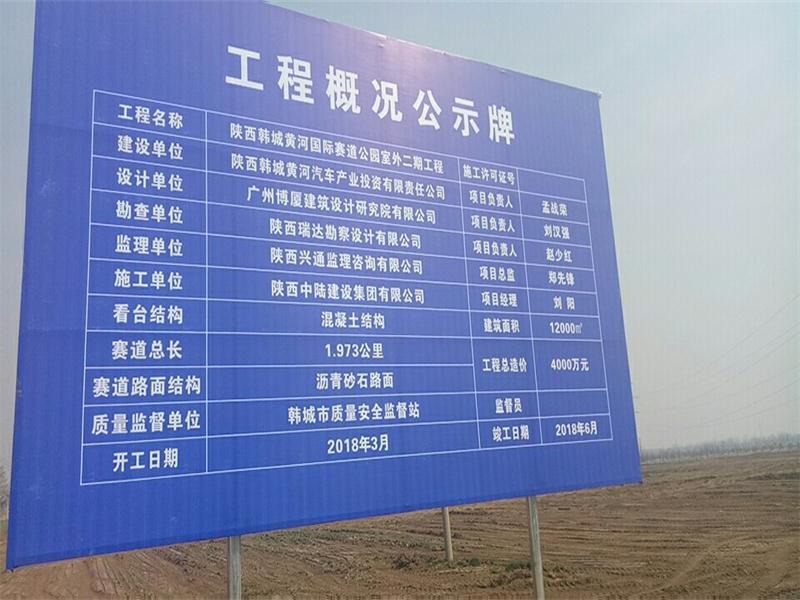 工程概况公示牌
工程名称 陕西韩城黄河国际赛道公园室外二期工程 施工许可证号
建设单位 陕西韩城黄河汽车产业投资有限责任公司 项目负责人 孟战荣
设计单位 广州博厦建筑设计研究院有限公司 项目负责人 刘汉强
勘查单位 陕西瑞达勘察设计有限公司 项目负责人 赵少红
监理单位 陕西兴通监理咨询有限公司 项目总监 郑先锋
施工单位 陕西中陆建设集团有限公司 项目经理 刘阳
看台结构 混凝土结构 建筑面积 12000㎡
赛道总长 1.973公里 工程总造价 4000万元
赛道路面结构 沥青砂石路面
质量监督单位 韩城市质量安全监督站 监督员
开工日期 2018年3月 竣工日期 2018年6月